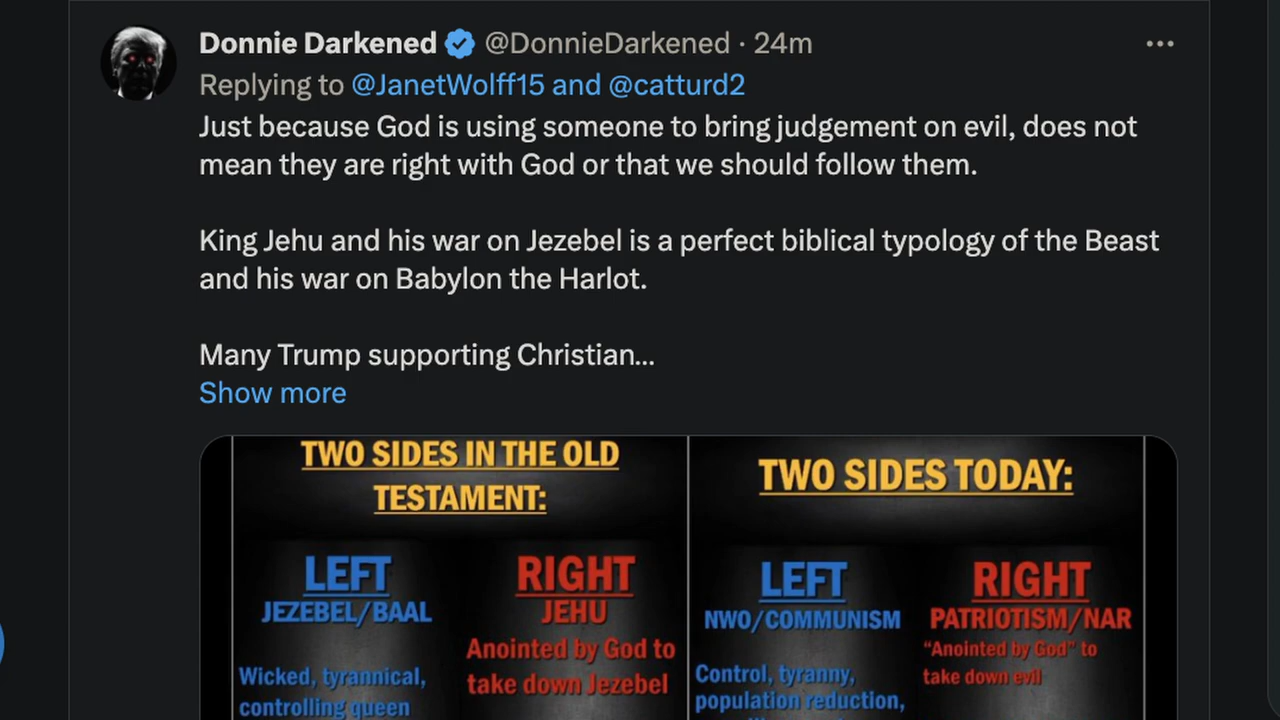 Donnie Darkened @DonnieDarkened · 24m
Replying to @JanetWolff15 and @catturd2
Just because God is using someone to bring judgement on evil, does not
mean they are right with God or that we should follow them.
King Jehu and his war on Jezebel is a perfect biblical typology of the Beast
and his war on Babylon the Harlot.
Many Trump supporting Christian...
Show more
TWO SIDES IN THE OLD
TESTAMENT:
LEFT
JEZEBEL/BAAL
Wicked, tyrannical,
controlling queen
RIGHT
JEHU
Anointed by God to
take down Jezebel
TWO SIDES TODAY:
LEFT
NWO/COMMUNISM
Control, tyranny,
population reduction,
RIGHT
PATRIOTISM/NAR
"Anointed by God" to
take down evil